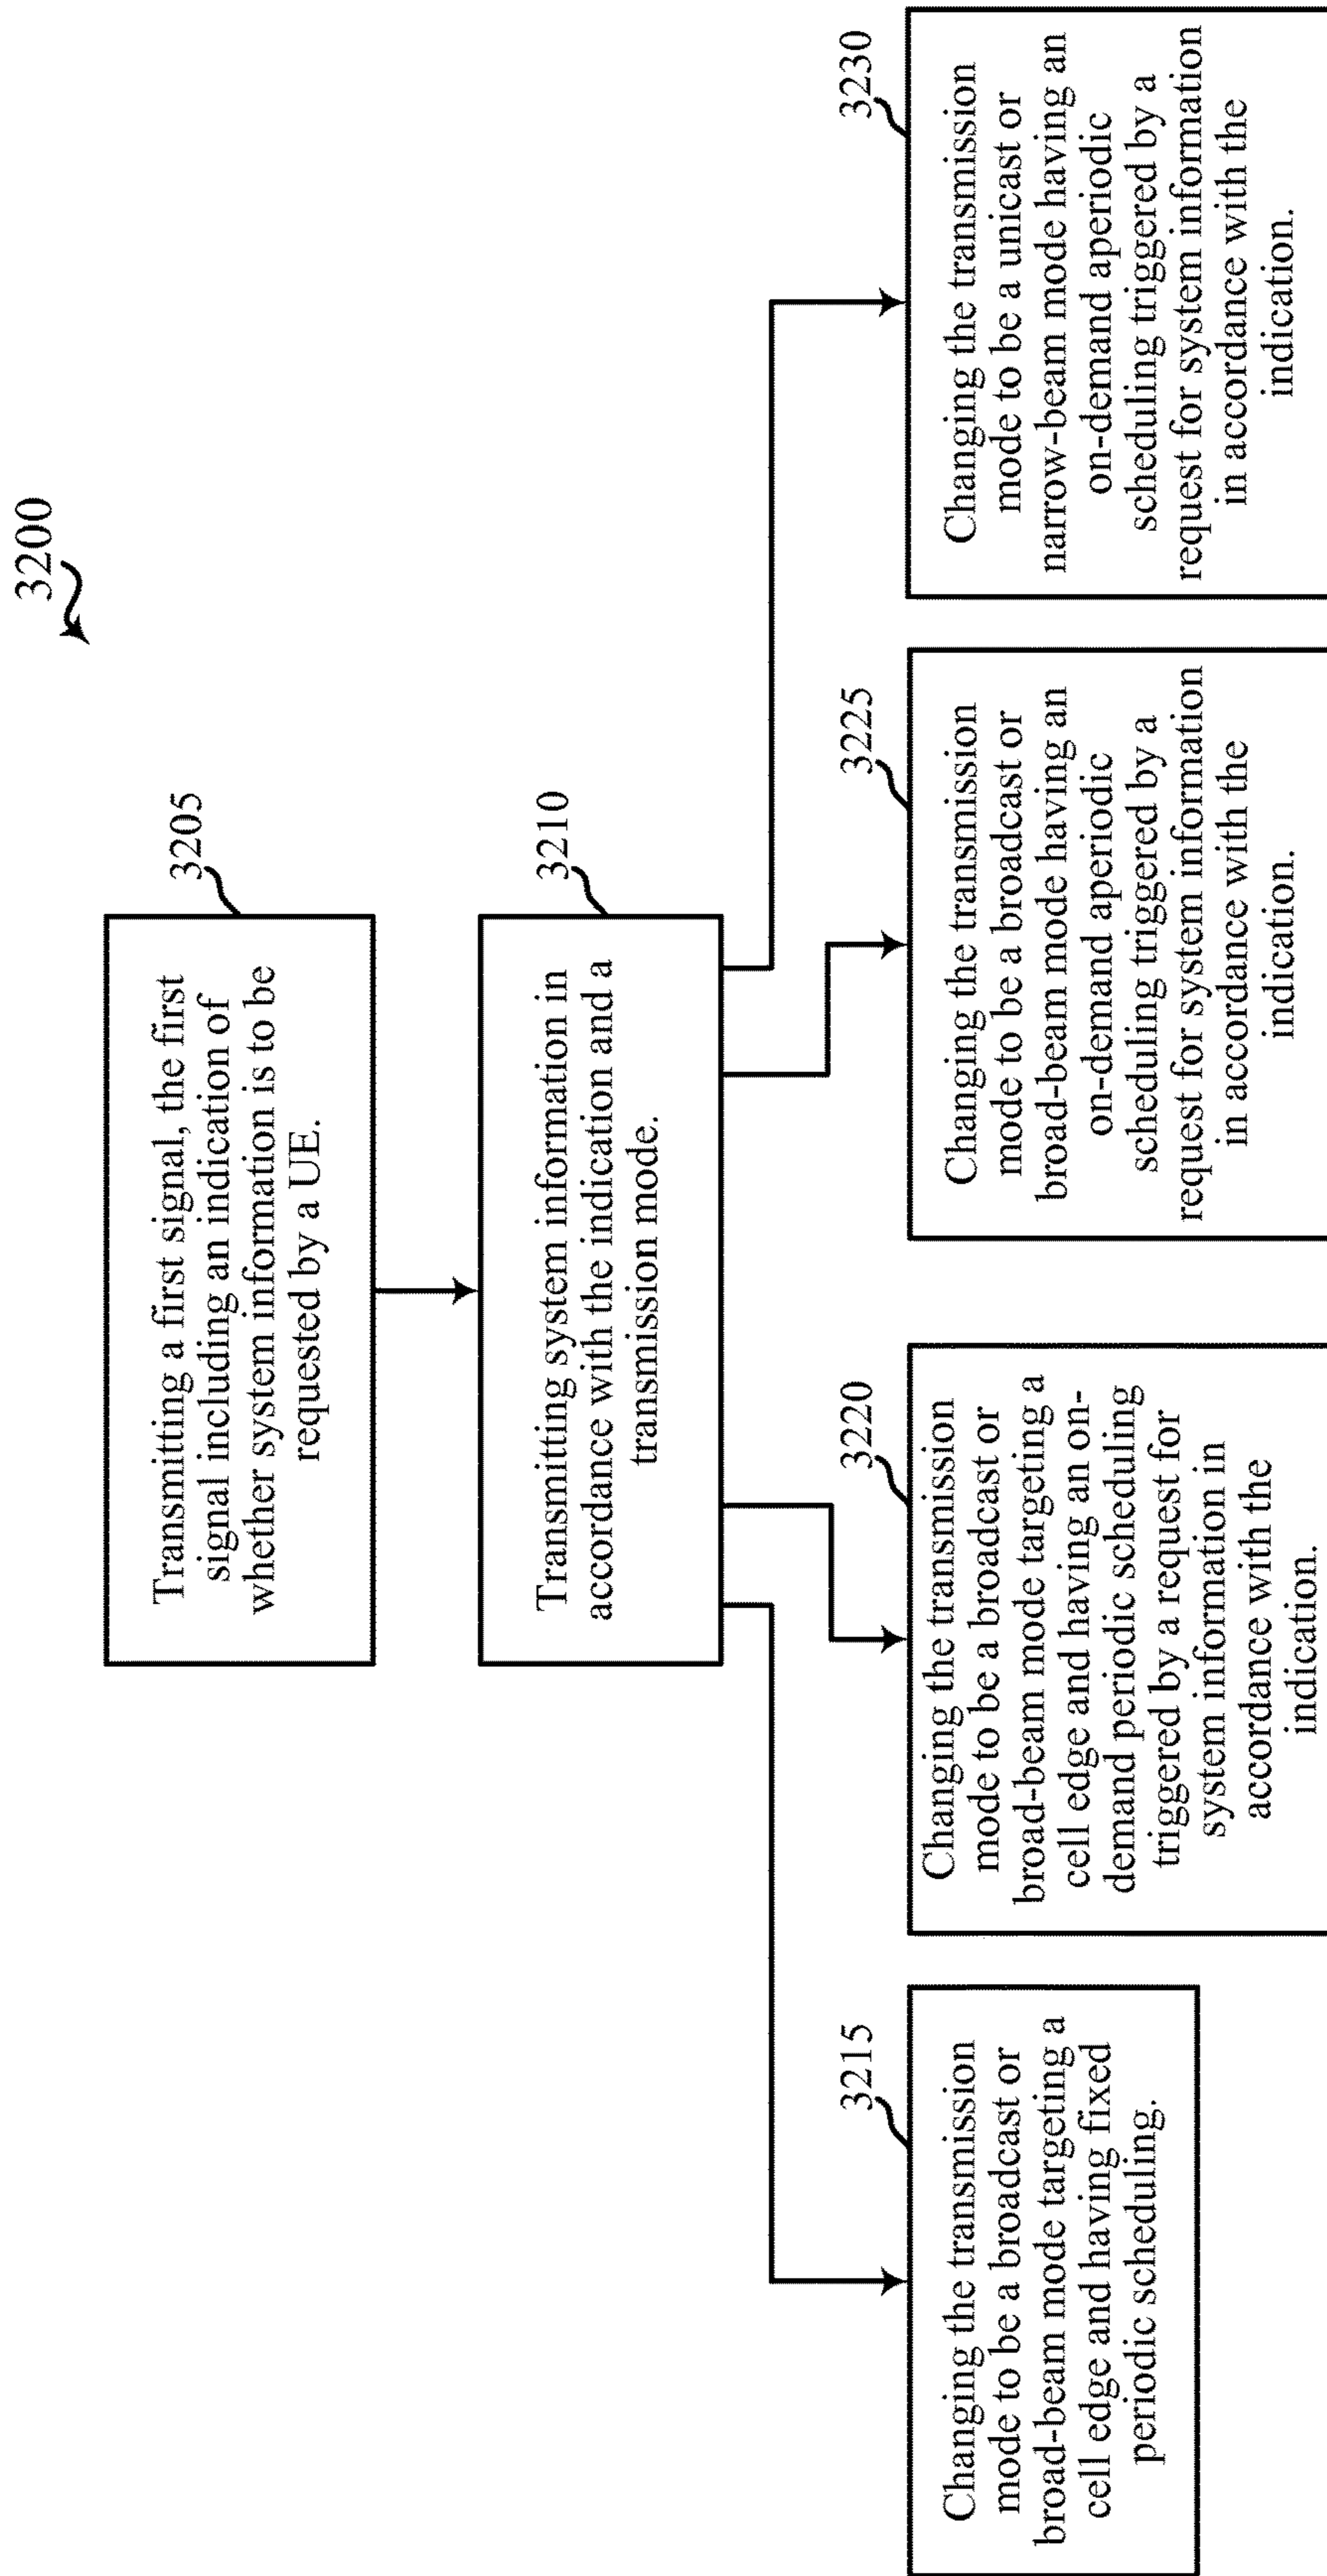 3200
3205
Transmitting a first signal, the first
signal including an indication of
whether system information is to be
requested by a UE.
3210
Transmitting system information in
accordance with the indication and a
transmission mode.
3215
Changing the transmission
mode to be a broadcast or
broad-beam mode targeting a
cell edge and having fixed
periodic scheduling.
3220
Changing the transmission
mode to be a broadcast or
broad-beam mode targeting a
cell edge and having an on-
demand periodic scheduling
triggered by a request for
system information in
accordance with the
indication.
3225
Changing the transmission
mode to be a broadcast or
broad-beam mode having an
on-demand aperiodic
scheduling triggered by a
request for system information
in accordance with the
indication.
3230
Changing the transmission
mode to be a unicast or
narrow-beam mode having an
on-demand aperiodic
scheduling triggered by a
request for system information
in accordance with the
indication.